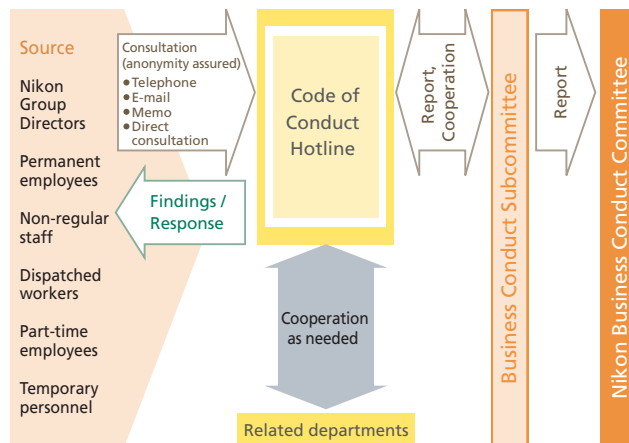 Source
Nikon
Group
Directors
Permanent
employees
Non-regular
staff
Dispatched
workers
Part-time
employees
Temporary
personnel
Consultation
(anonymity assured)
●Telephone
●E-mail
●Memo
●Direct
consultation
Findings /
Response
Code of
Conduct
Hotline
Cooperation
as needed
Related departments
Report,
Cooperation
Business Conduct Subcommittee
Report
Nikon Business Conduct Committee